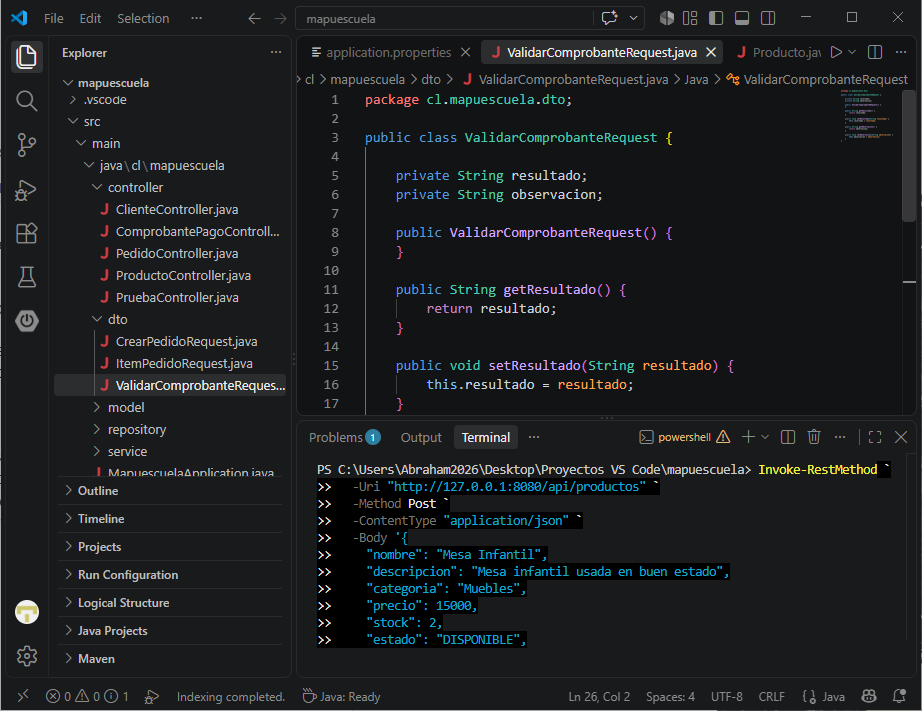 File Edit Selection ··· mapuescuela
Explorer ···
mapuescuela
.vscode
src
main
java\cl\mapuescuela
controller
ClienteController.java
ComprobantePagoControll...
PedidoController.java
ProductoController.java
PruebaController.java
dto
CrearPedidoRequest.java
ItemPedidoRequest.java
ValidarComprobanteReques...
model
repository
service
MapuescuelaApplication.java
Outline
Timeline
Projects
Run Configuration
Logical Structure
Java Projects
Maven
application.properties ValidarComprobanteRequest.java Producto.jav ···
cl > mapuescuela > dto > ValidarComprobanteRequest.java > Java > ValidarComprobanteRequest
1 package cl.mapuescuela.dto;
2
3 public class ValidarComprobanteRequest {
4
5 private String resultado;
6 private String observacion;
7
8 public ValidarComprobanteRequest() {
9 }
10
11 public String getResultado() {
12 return resultado;
13 }
14
15 public void setResultado(String resultado) {
16 this.resultado = resultado;
17 }
Problems 1 Output Terminal ··· powershell ···
PS C:\Users\Abraham2026\Desktop\Proyectos VS Code\mapuescuela> Invoke-RestMethod `
>> -Uri "http://127.0.0.1:8080/api/productos" `
>> -Method Post `
>> -ContentType "application/json" `
>> -Body '{
>> "nombre": "Mesa Infantil",
>> "descripcion": "Mesa infantil usada en buen estado",
>> "categoria": "Muebles",
>> "precio": 15000,
>> "stock": 2,
>> "estado": "DISPONIBLE",
0 0 1 Indexing completed. Java: Ready Ln 26, Col 2 Spaces: 4 UTF-8 CRLF {} Java